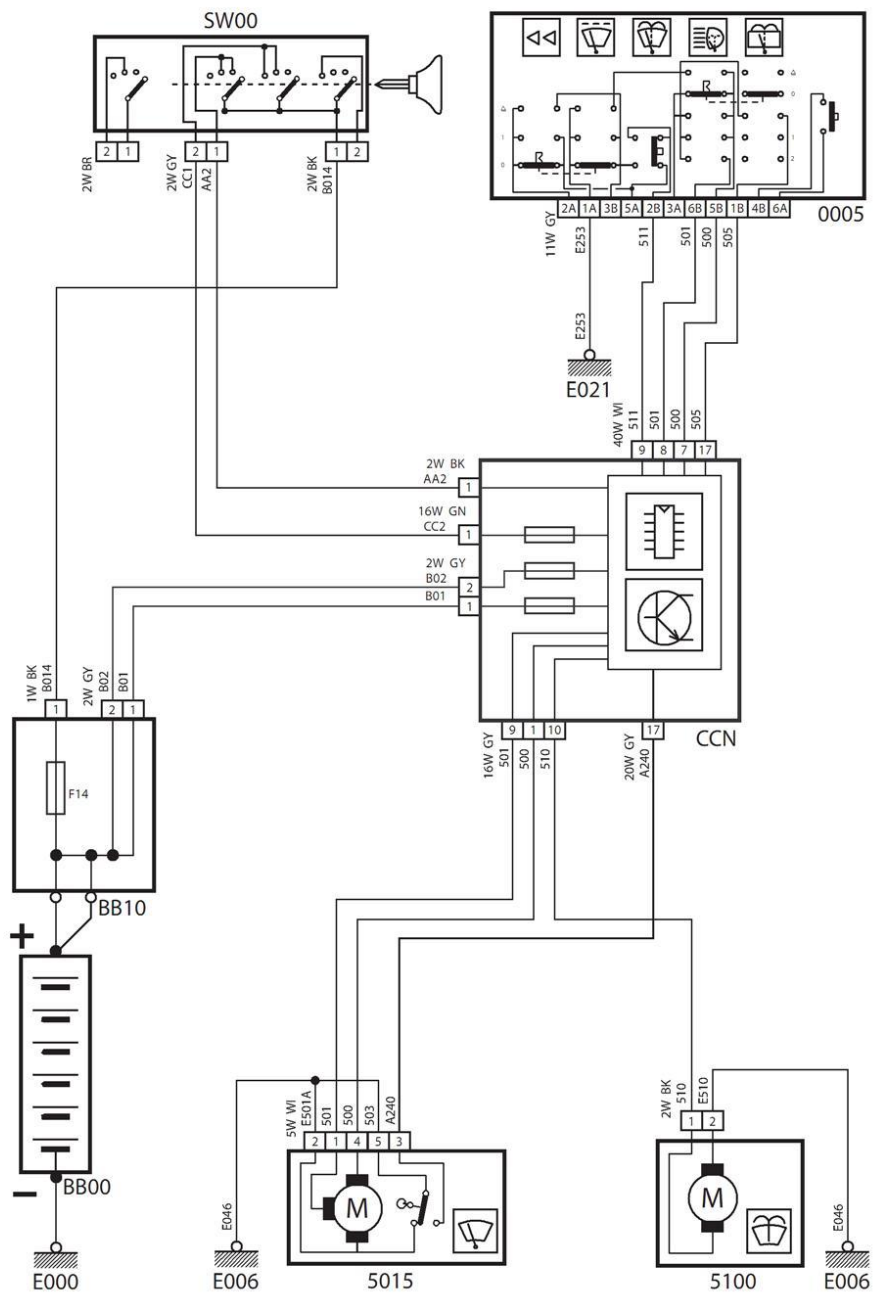 SW00
2 1
2 1
1 2
2W BR
2W GY
CC1
AA2
2W BK
B014
Δ
0
1
2
Δ
1
0
2A 1A 3B 5A 2B 3A 6B 5B 1B 4B 6A
0005
11W GY
E253
511
501
500
505
E253
E021
40W WI
511
501
500
505
9 8 7 17
2W BK
AA2
1
16W GN
CC2
1
2W GY
B02
2
B01
1
9 1 10
17
CCN
16W GY
501
500
510
20W GY
A240
1W BK
B014
2W GY
B02
B01
1
2 1
F14
BB10
+
−
BB00
E000
5W WI
E501A
501
500
503
A240
2 1 4 5 3
M
5015
E046
E006
2W BK
510
E510
1 2
M
5100
E046
E006